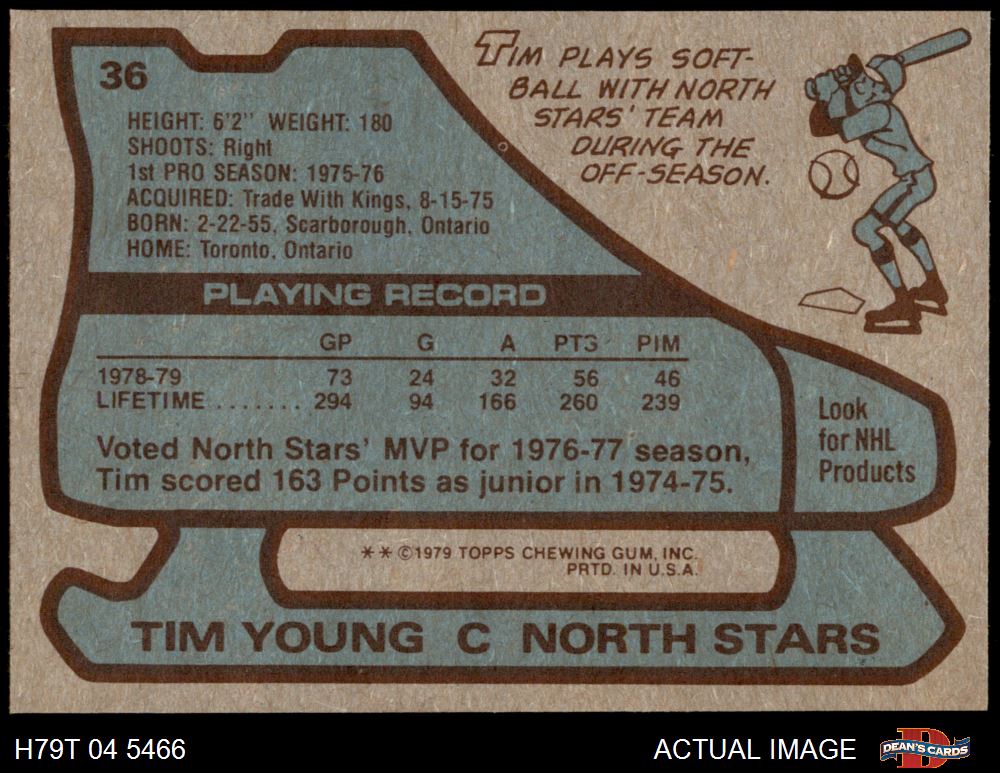 36
TIM PLAYS SOFT-
BALL WITH NORTH
STARS' TEAM
DURING THE
OFF-SEASON.
HEIGHT: 6'2" WEIGHT: 180
SHOOTS: Right
1st PRO SEASON: 1975-76
ACQUIRED: Trade With Kings, 8-15-75
BORN: 2-22-55, Scarborough, Ontario
HOME: Toronto, Ontario
PLAYING RECORD
GP G A PTS PIM
1978-79 73 24 32 56 46
LIFETIME ....... 294 94 166 260 239
Voted North Stars' MVP for 1976-77 season,
Tim scored 163 Points as junior in 1974-75.
Look
for NHL
Products
** ©1979 TOPPS CHEWING GUM, INC.
PRTD. IN U.S.A.
TIM YOUNG C NORTH STARS
H79T 04 5466
ACTUAL IMAGE
D
DEAN'S CARDS